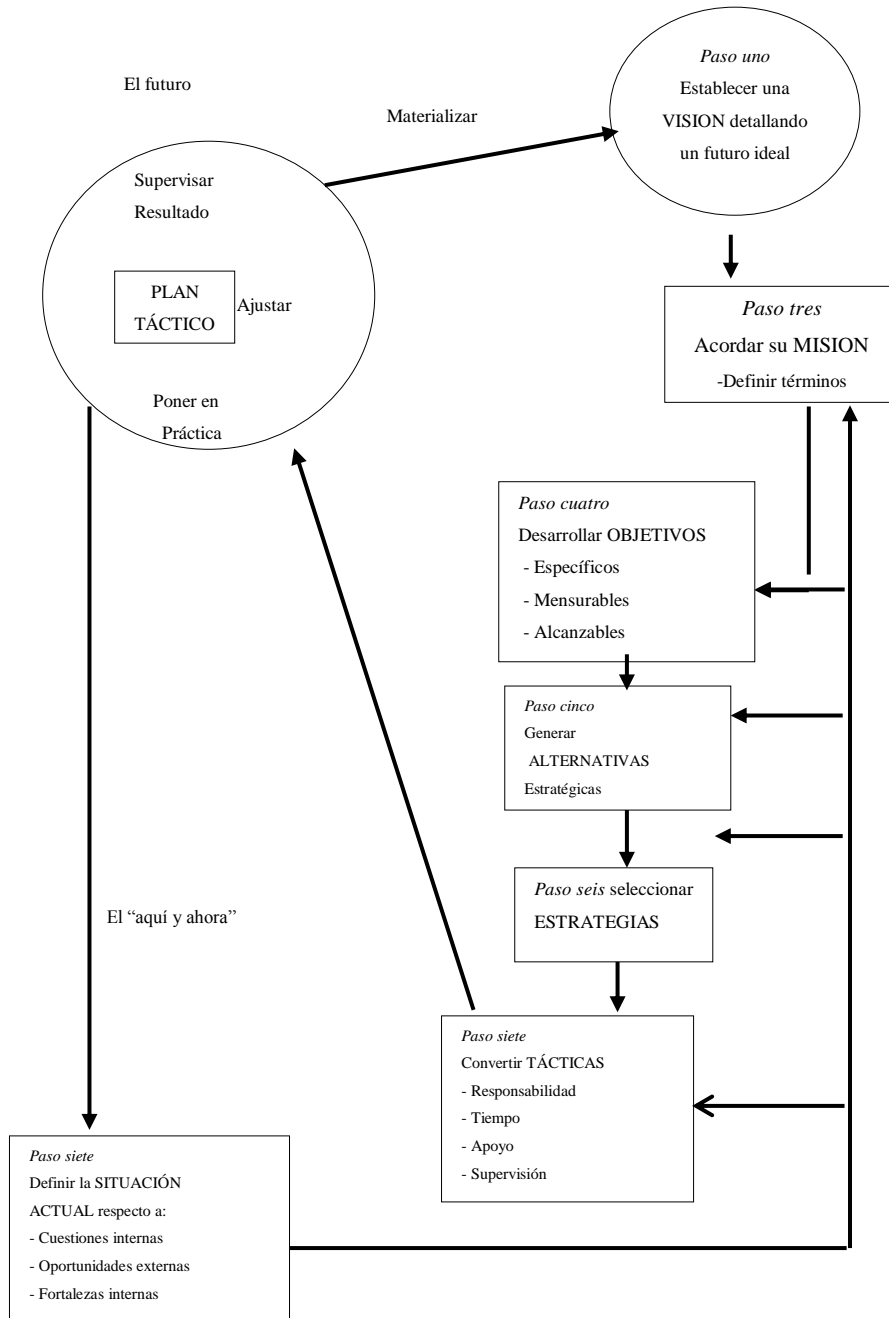 El futuro
Materializar
Paso uno
Establecer una
VISION detallando
un futuro ideal
Supervisar
Resultado
PLAN
TÁCTICO
Ajustar
Poner en
Práctica
Paso tres
Acordar su MISION
-Definir términos
Paso cuatro
Desarrollar OBJETIVOS
- Específicos
- Mensurables
- Alcanzables
Paso cinco
Generar
ALTERNATIVAS
Estratégicas
Paso seis seleccionar
ESTRATEGIAS
El “aquí y ahora”
Paso siete
Convertir TÁCTICAS
- Responsabilidad
- Tiempo
- Apoyo
- Supervisión
Paso siete
Definir la SITUACIÓN
ACTUAL respecto a:
- Cuestiones internas
- Oportunidades externas
- Fortalezas internas